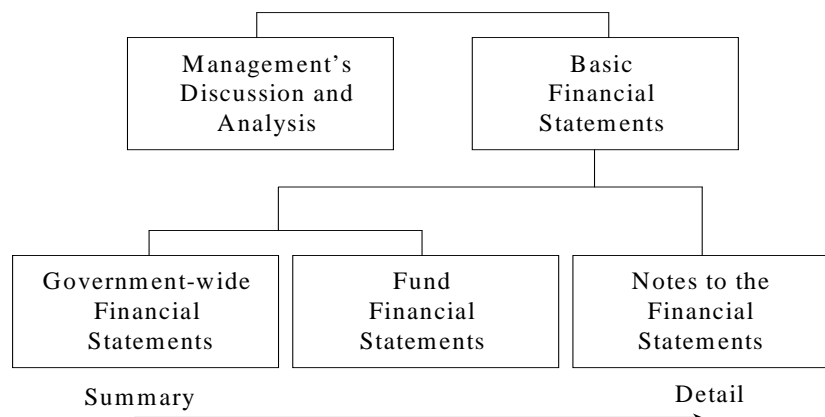 Management's
Discussion and
Analysis
Basic
Financial
Statements
Government-wide
Financial
Statements
Fund
Financial
Statements
Notes to the
Financial
Statements
Summary
Detail